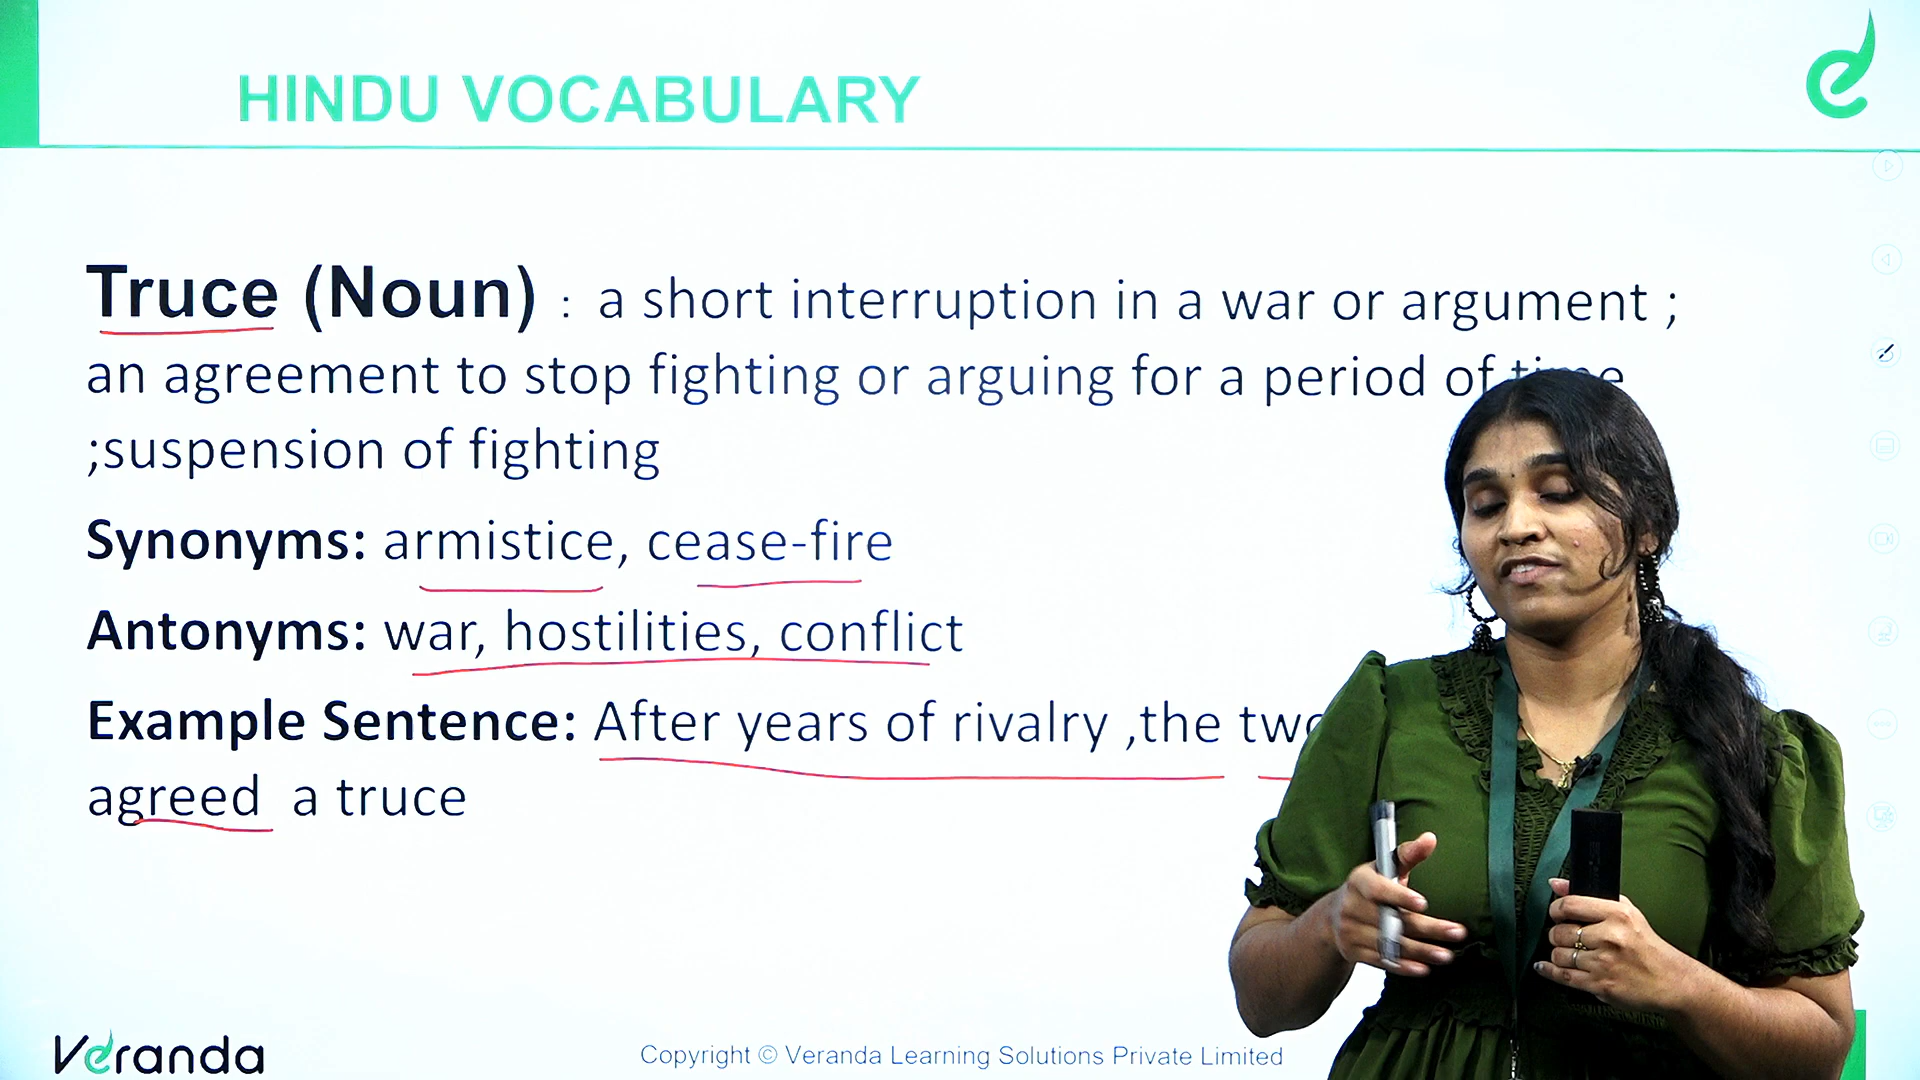 HINDU VOCABULARY
Truce (Noun) : a short interruption in a war or argument ;
an agreement to stop fighting or arguing for a period of time
;suspension of fighting
Synonyms: armistice, cease-fire
Antonyms: war, hostilities, conflict
Example Sentence: After years of rivalry ,the
agreed a truce
Veranda
Copyright © Veranda Learning Solutions Private Limited